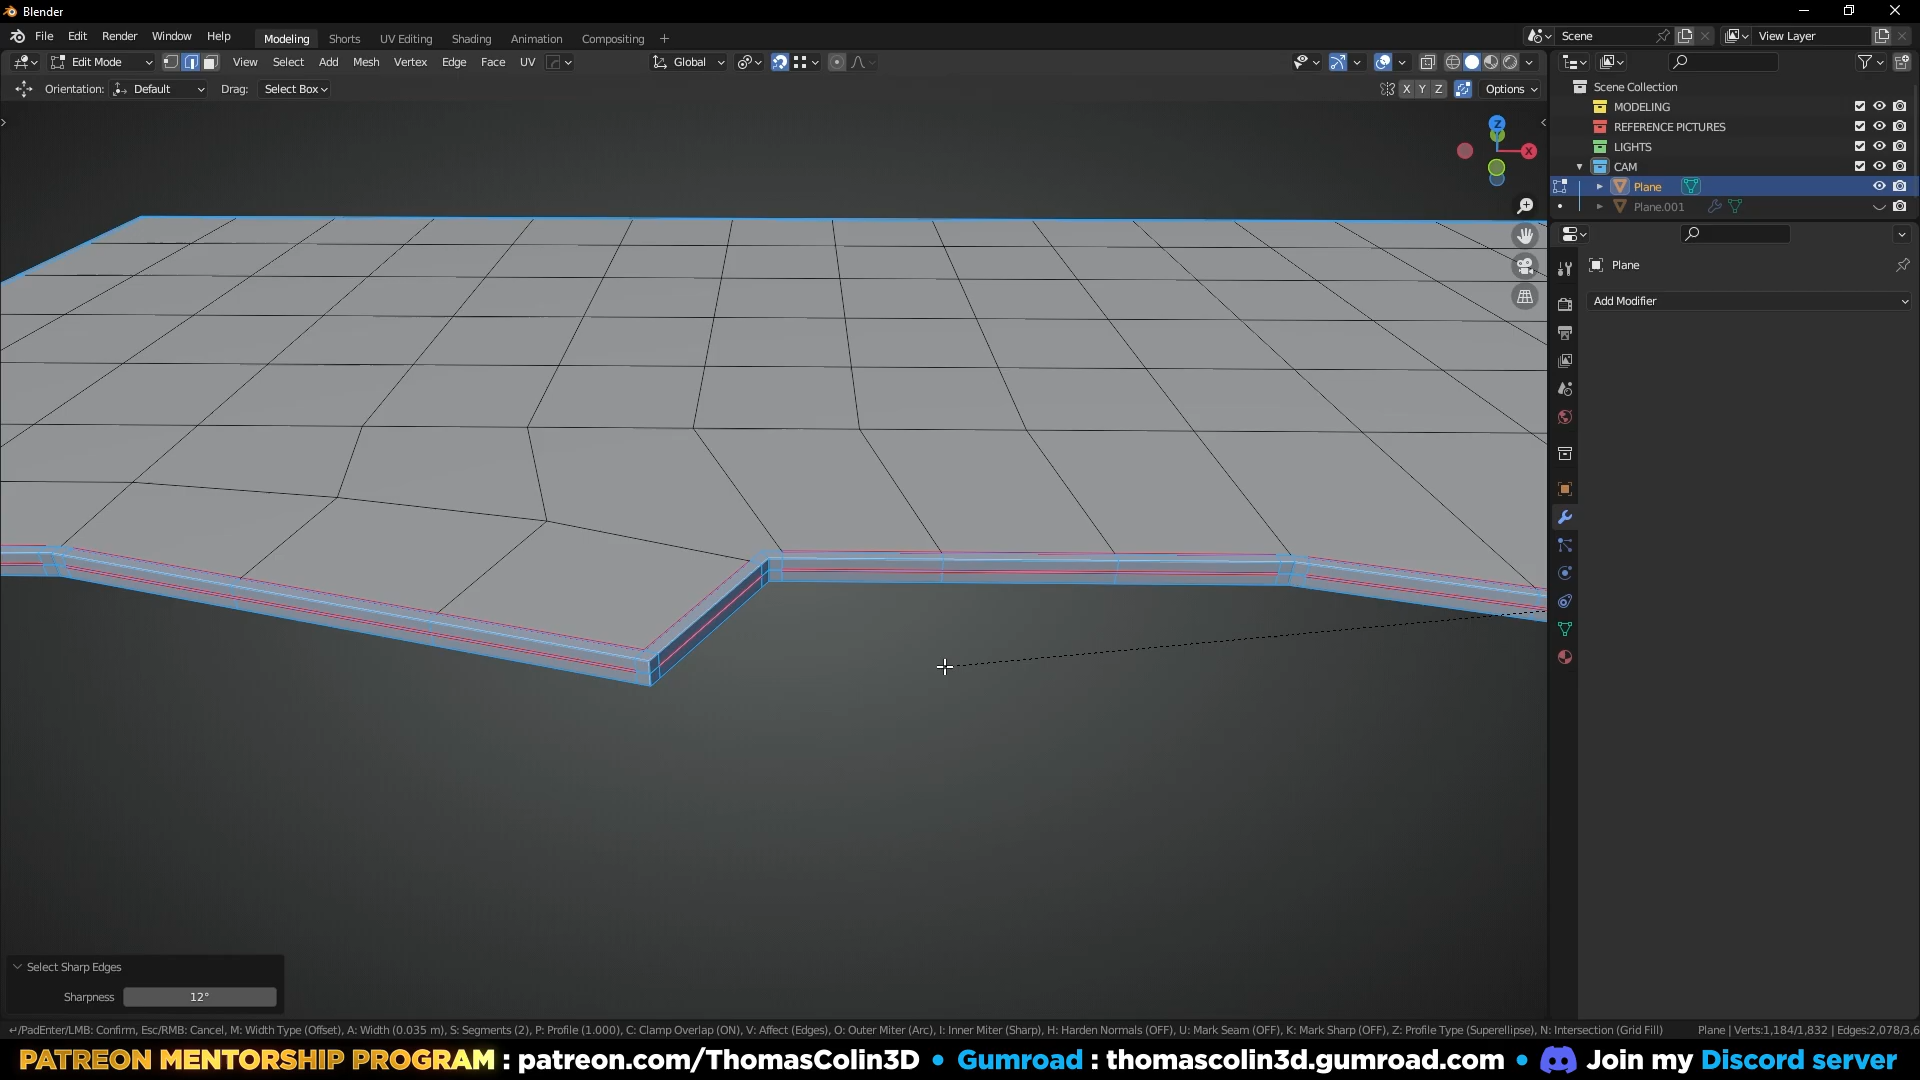 Blender
File Edit Render Window Help Modeling Shorts UV Editing Shading Animation Compositing + Scene View Layer
Edit Mode View Select Add Mesh Vertex Edge Face UV Global
Orientation: Default Drag: Select Box X Y Z Options
Scene Collection
MODELING
REFERENCE PICTURES
LIGHTS
CAM
Plane
Plane.001
Z
X
Plane
Add Modifier
Select Sharp Edges
Sharpness 12°
↵/PadEnter/LMB: Confirm, Esc/RMB: Cancel, M: Width Type (Offset), A: Width (0.035 m), S: Segments (2), P: Profile (1.000), C: Clamp Overlap (ON), V: Affect (Edges), O: Outer Miter (Arc), I: Inner Miter (Sharp), H: Harden Normals (OFF), U: Mark Seam (OFF), K: Mark Sharp (OFF), Z: Profile Type (Superellipse), N: Intersection (Grid Fill) Plane | Verts:1,184/1,832 | Edges:2,078/3,6
PATREON MENTORSHIP PROGRAM : patreon.com/ThomasColin3D • Gumroad : thomascolin3d.gumroad.com • Join my Discord server